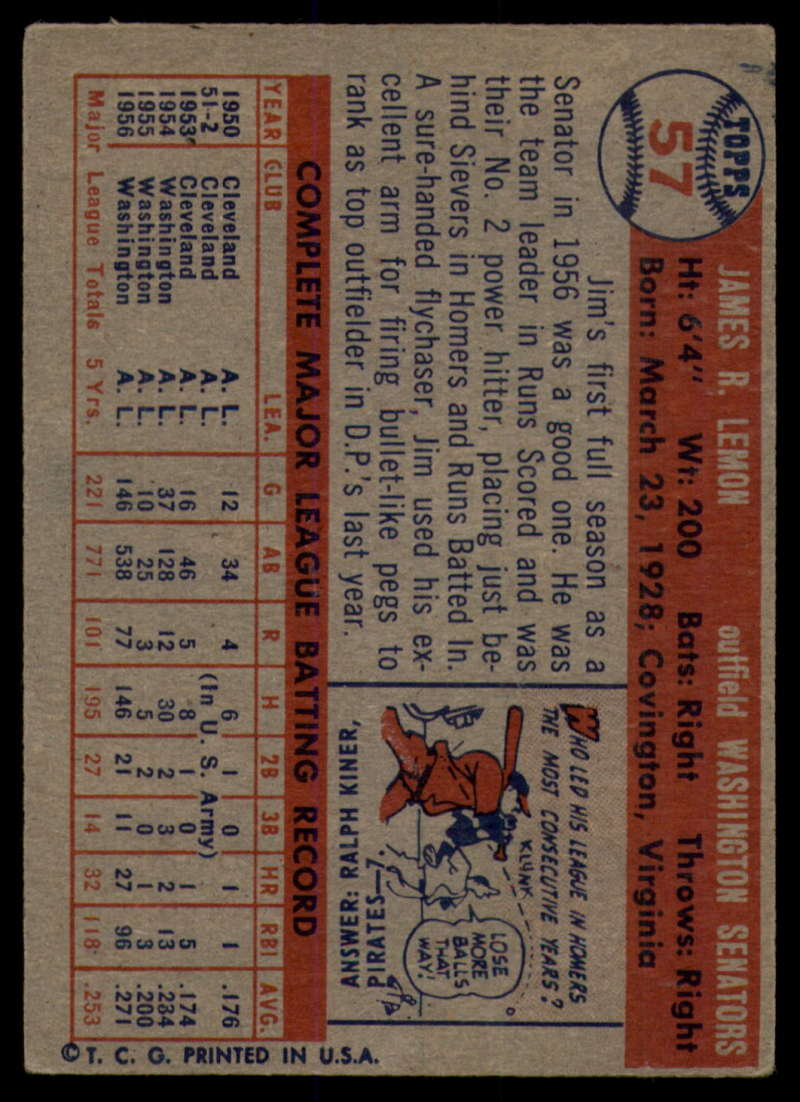 TOPPS
57
JAMES R. LEMON outfield WASHINGTON SENATORS
Ht: 6'4" Wt: 200 Bats: Right Throws: Right
Born: March 23, 1928; Covington, Virginia
Jim's first full season as a
Senator in 1956 was a good one. He was
the team leader in Runs Scored and was
their No. 2 power hitter, placing just be-
hind Sievers in Homers and Runs Batted In.
A sure-handed flychaser, Jim used his ex-
cellent arm for firing bullet-like pegs to
rank as top outfielder in D.P.'s last year.
WHO LED HIS LEAGUE IN HOMERS
THE MOST CONSECUTIVE YEARS?
KLUNK
LOSE
MORE
BALLS
THAT
WAY!
ANSWER: RALPH KINER,
PIRATES—7.
COMPLETE MAJOR LEAGUE BATTING RECORD
YEAR CLUB LEA. G AB R H 2B 3B HR RBI AVG.
1950 Cleveland A. L. 12 34 4 6 1 0 1 1 .176
51-2 Cleveland A. L. (In U. S. Army)
1953 Cleveland A. L. 16 46 5 8 1 0 1 5 .174
1954 Washington A. L. 37 128 12 30 2 3 2 13 .234
1955 Washington A. L. 10 25 3 5 2 0 1 3 .200
1956 Washington A. L. 146 538 77 146 21 11 27 96 .271
Major League Totals 5 Yrs. 221 771 101 195 27 14 32 118 .253
© T. C. G. PRINTED IN U.S.A.